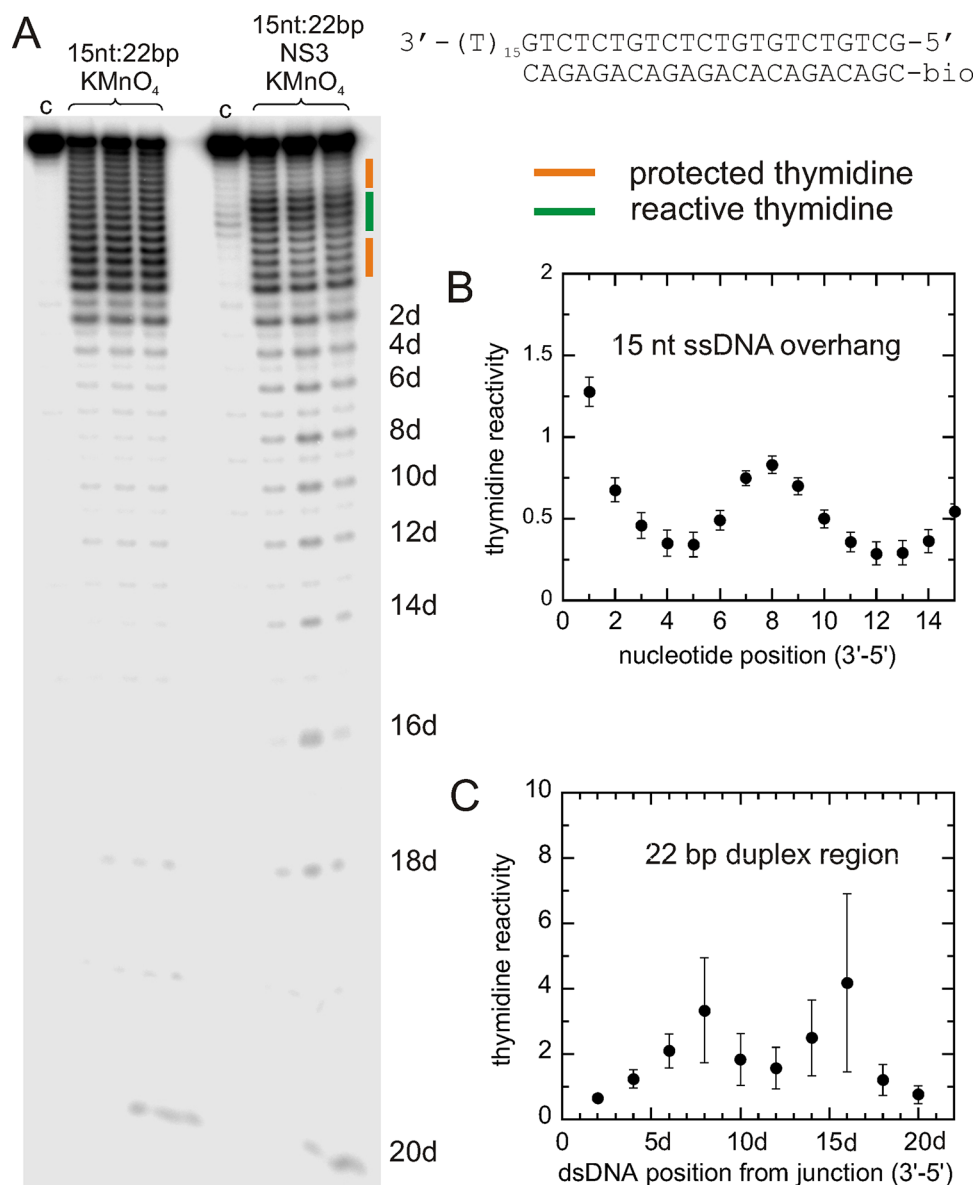 A
15nt:22bp
KMnO₄
15nt:22bp
NS3
KMnO₄
c
c
3’-(T)₁₅GTCTCTGTCTCTGTGTCTGTCG-5’
CAGAGACAGAGACACAGACAGC-bio
protected thymidine
reactive thymidine
2d
4d
6d
8d
10d
12d
14d
16d
18d
20d
B
15 nt ssDNA overhang
thymidine reactivity
2
1.5
1
0.5
0
0 2 4 6 8 10 12 14
nucleotide position (3'-5')
C
22 bp duplex region
thymidine reactivity
10
8
6
4
2
0
0 5d 10d 15d 20d
dsDNA position from junction (3'-5')